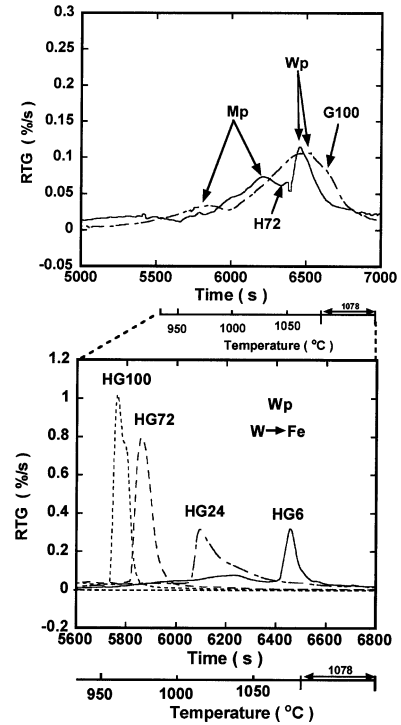 0.3
0.25
0.2
0.15
0.1
0.05
0
-0.05
RTG ( %/s )
Mp
Wp
G100
H72
5000 5500 6000 6500 7000
Time ( s )
1078
950 1000 1050
Temperature ( °C )
1.2
1
0.8
0.6
0.4
0.2
0
-0.2
RTG ( %/s )
HG100
HG72
Wp
W→Fe
HG24
HG6
5600 5800 6000 6200 6400 6600 6800
Time ( s )
1078
950 1000 1050
Temperature ( °C )